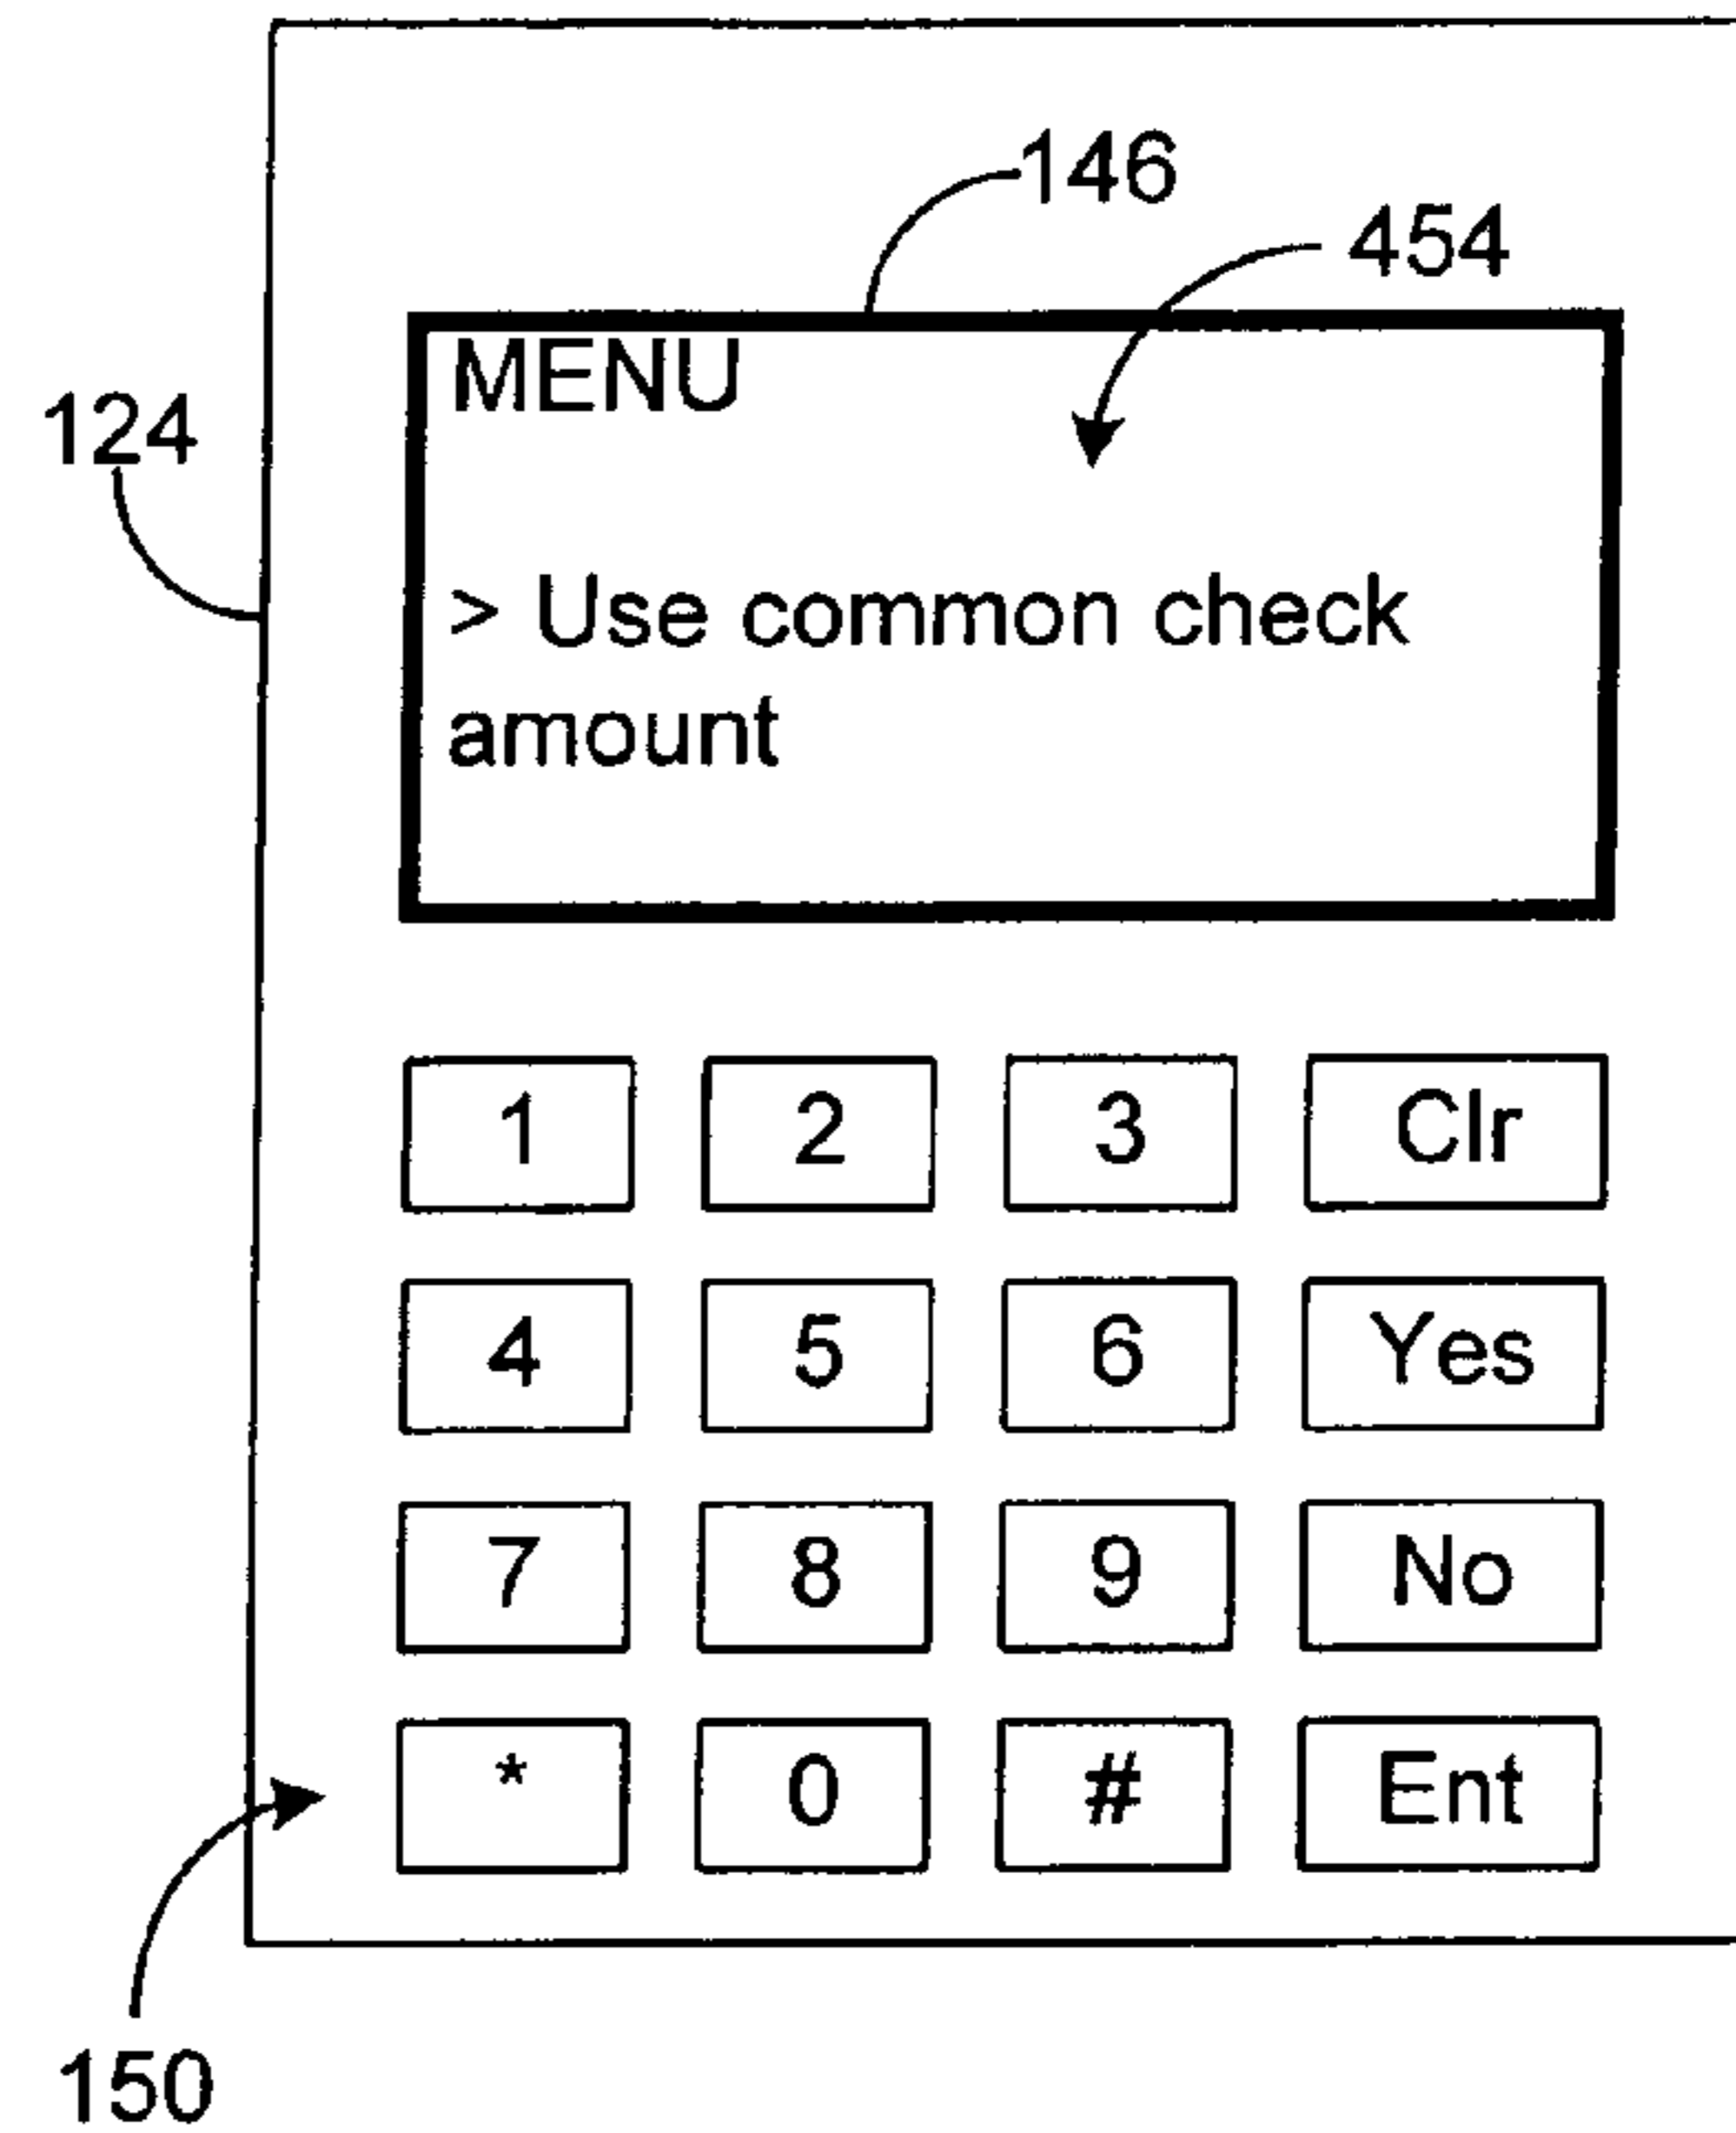 146
454
MENU
124
> Use common check
amount
1 2 3 Clr
4 5 6 Yes
7 8 9 No
* 0 # Ent
150